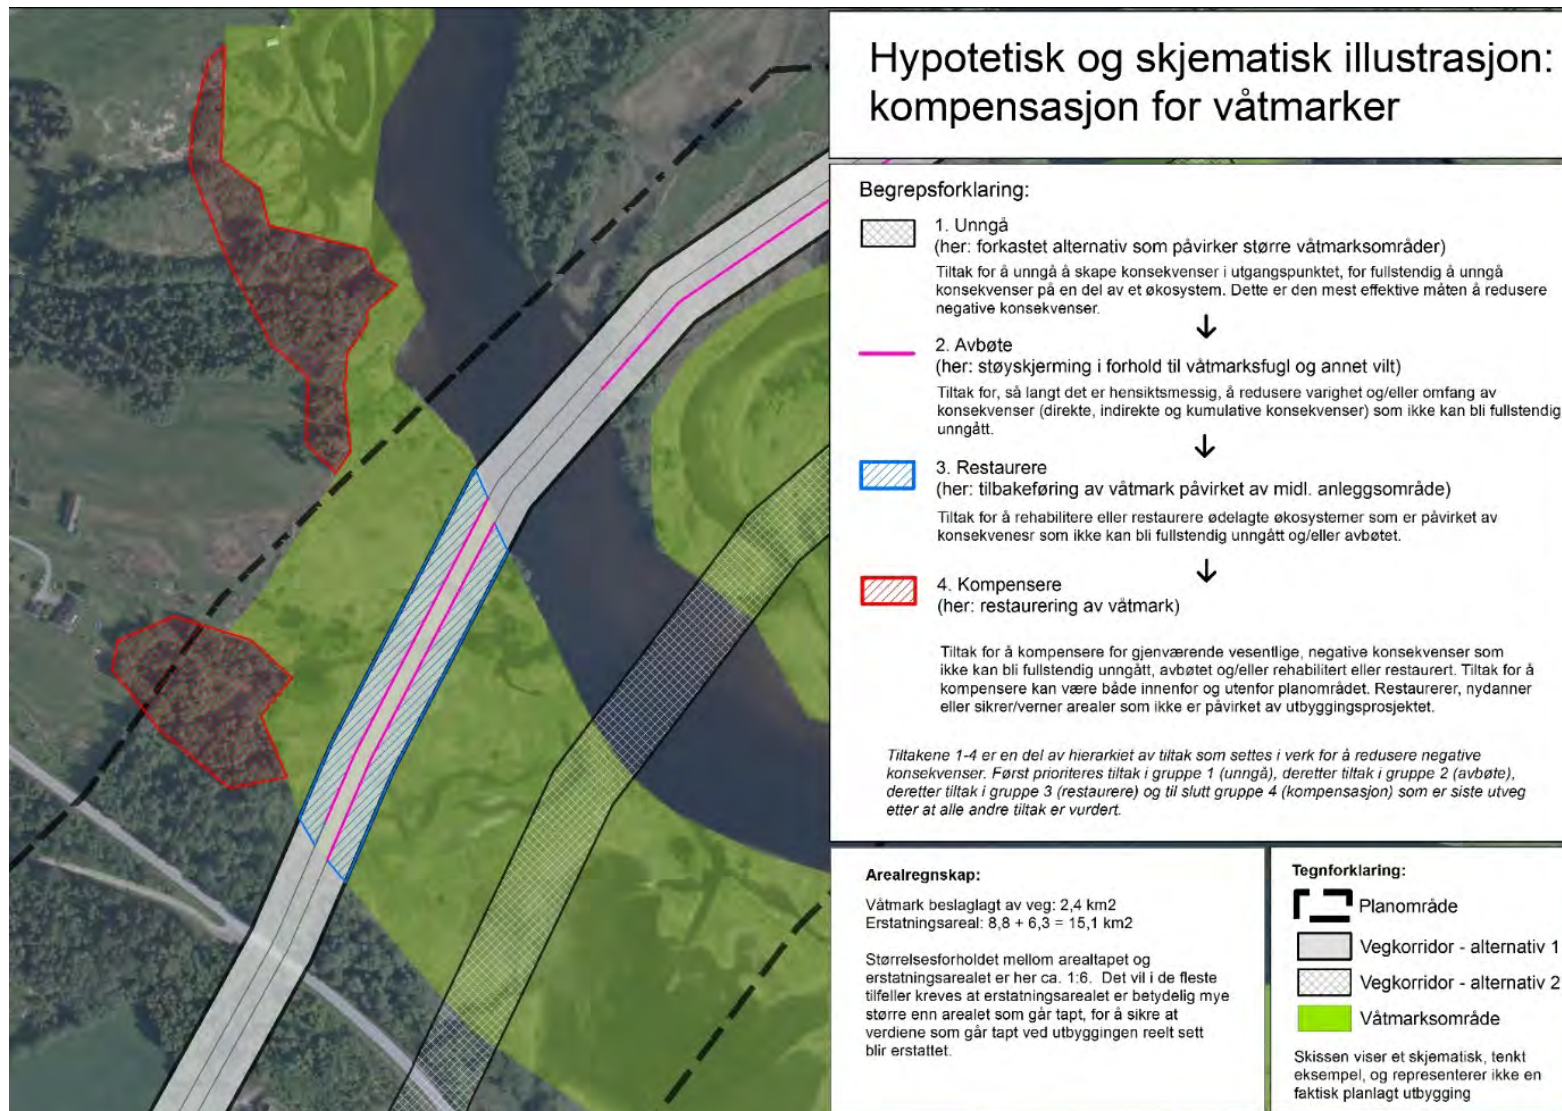 Hypotetisk og skjematisk illustrasjon:
kompensasjon for våtmarker
Begrepsforklaring:
1. Unngå
(her: forkastet alternativ som påvirker større våtmarksområder)
Tiltak for å unngå å skape konsekvenser i utgangspunktet, for fullstendig å unngå
konsekvenser på en del av et økosystem. Dette er den mest effektive måten å redusere
negative konsekvenser.
2. Avbøte
(her: støyskjerming i forhold til våtmarksfugl og annet vilt)
Tiltak for, så langt det er hensiktsmessig, å redusere varighet og/eller omfang av
konsekvenser (direkte, indirekte og kumulative konsekvenser) som ikke kan bli fullstendig
unngått.
3. Restaurere
(her: tilbakeføring av våtmark påvirket av midl. anleggsområde)
Tiltak for å rehabilitere eller restaurere ødelagte økosystemer som er påvirket av
konsekvenesr som ikke kan bli fullstendig unngått og/eller avbøtet.
4. Kompensere
(her: restaurering av våtmark)
Tiltak for å kompensere for gjenværende vesentlige, negative konsekvenser som
ikke kan bli fullstendig unngått, avbøtet og/eller rehabilitert eller restaurert. Tiltak for å
kompensere kan være både innenfor og utenfor planområdet. Restaurerer, nydanner
eller sikrer/verner arealer som ikke er påvirket av utbyggingsprosjektet.
Tiltakene 1-4 er en del av hierarkiet av tiltak som settes i verk for å redusere negative
konsekvenser. Først prioriteres tiltak i gruppe 1 (unngå), deretter tiltak i gruppe 2 (avbøte),
deretter tiltak i gruppe 3 (restaurere) og til slutt gruppe 4 (kompensasjon) som er siste utveg
etter at alle andre tiltak er vurdert.
Arealregnskap:
Våtmark beslaglagt av veg: 2,4 km2
Erstatningsareal: 8,8 + 6,3 = 15,1 km2
Størrelsesforholdet mellom arealtapet og
erstatningsarealet er her ca. 1:6. Det vil i de fleste
tilfeller kreves at erstatningsarealet er betydelig mye
større enn arealet som går tapt, for å sikre at
verdiene som går tapt ved utbyggingen reelt sett
blir erstattet.
Tegnforklaring:
Planområde
Vegkorridor - alternativ 1
Vegkorridor - alternativ 2
Våtmarksområde
Skissen viser et skjematisk, tenkt
eksempel, og representerer ikke en
faktisk planlagt utbygging